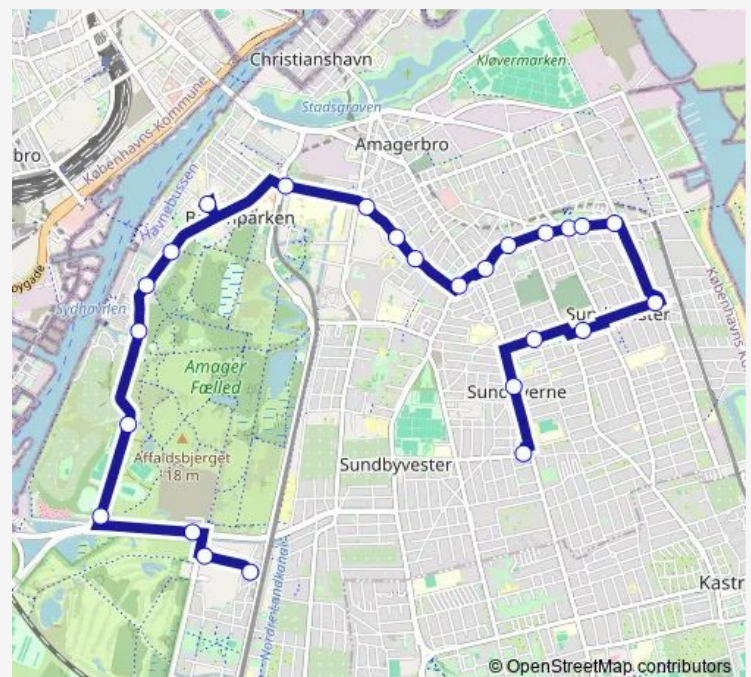 Christianshavn
Kløvermarken
Stadsgraven
bro
Københavns-Kommune
Amagerbro
Havnebussen
Sydhavnen
Amager
Fælled
Sundbyvester
Affaldsbjerget
18 m
Nordre Landkanal
Kastr
© OpenStreetMap contributors